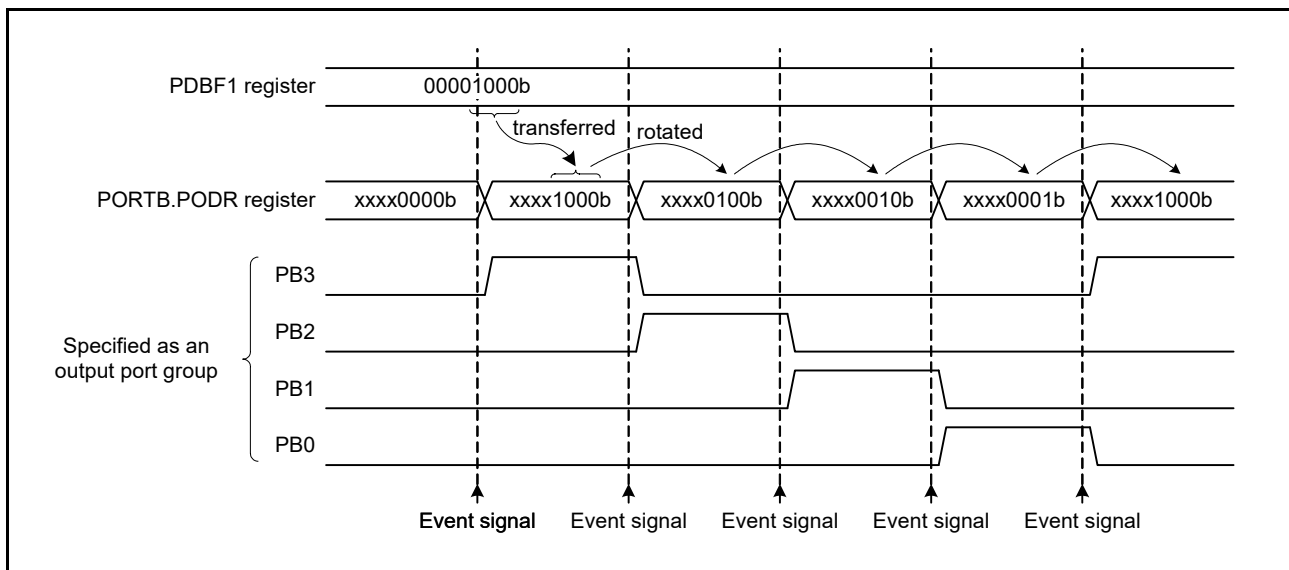 PDBF1 register
00001000b
transferred
rotated
PORTB.PODR register
xxxx0000b
xxxx1000b
xxxx0100b
xxxx0010b
xxxx0001b
xxxx1000b
Specified as an
output port group
PB3
PB2
PB1
PB0
Event signal
Event signal
Event signal
Event signal
Event signal